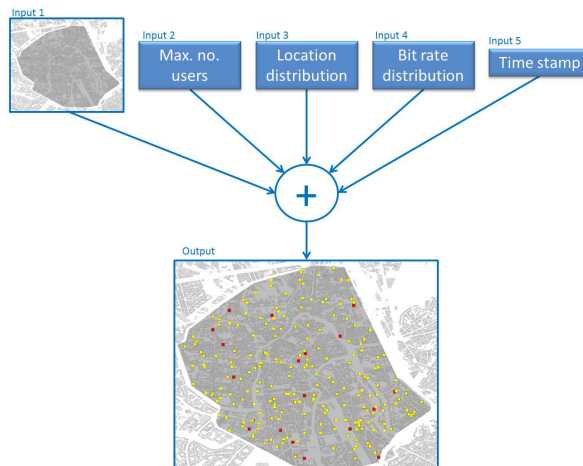 Input 1
Input 2
Max. no.
users
Input 3
Location
distribution
Input 4
Bit rate
distribution
Input 5
Time stamp
+
Output